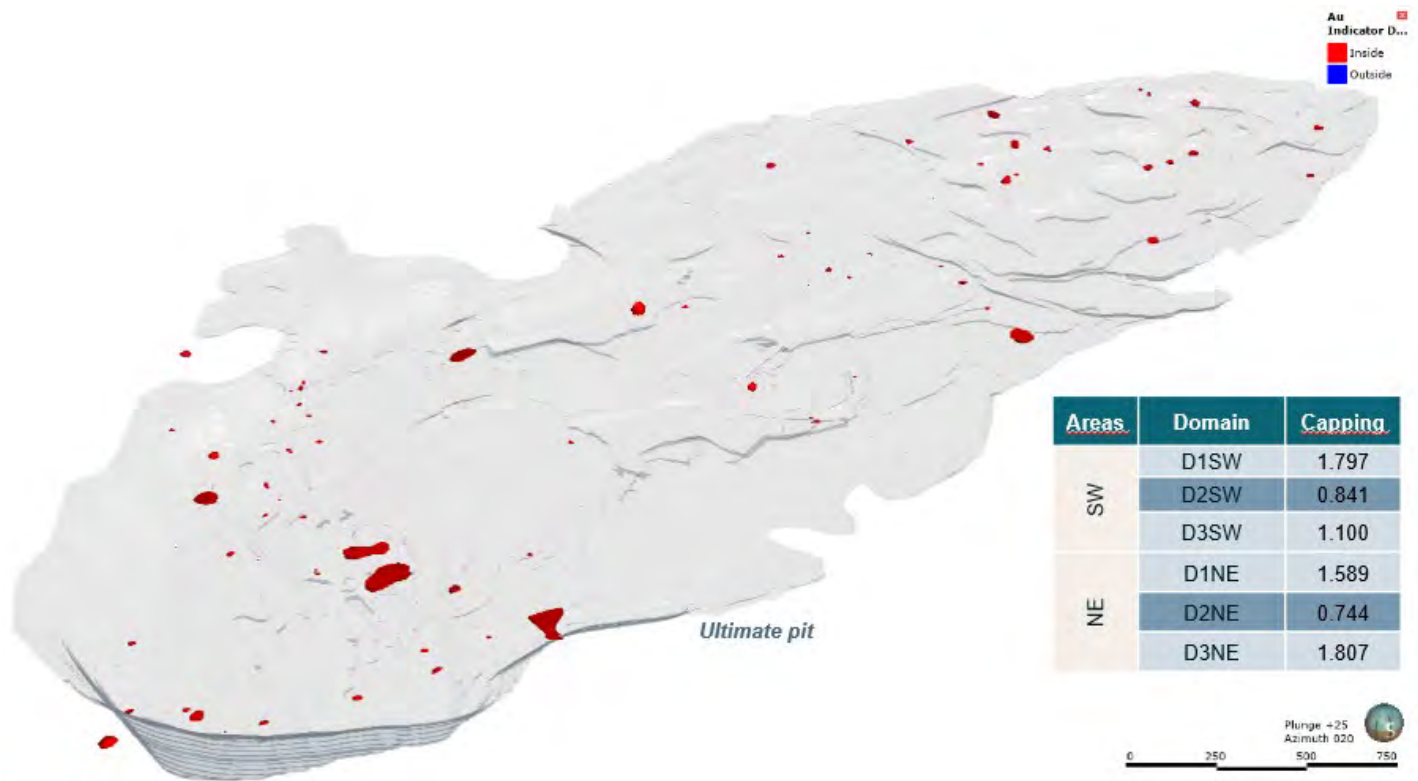 Au
Indicator D...
Inside
Outside
Areas Domain Capping
SW
D1SW 1.797
D2SW 0.841
D3SW 1.100
NE
D1NE 1.589
D2NE 0.744
D3NE 1.807
Ultimate pit
Plunge +25
Azimuth 020
0 250 500 750